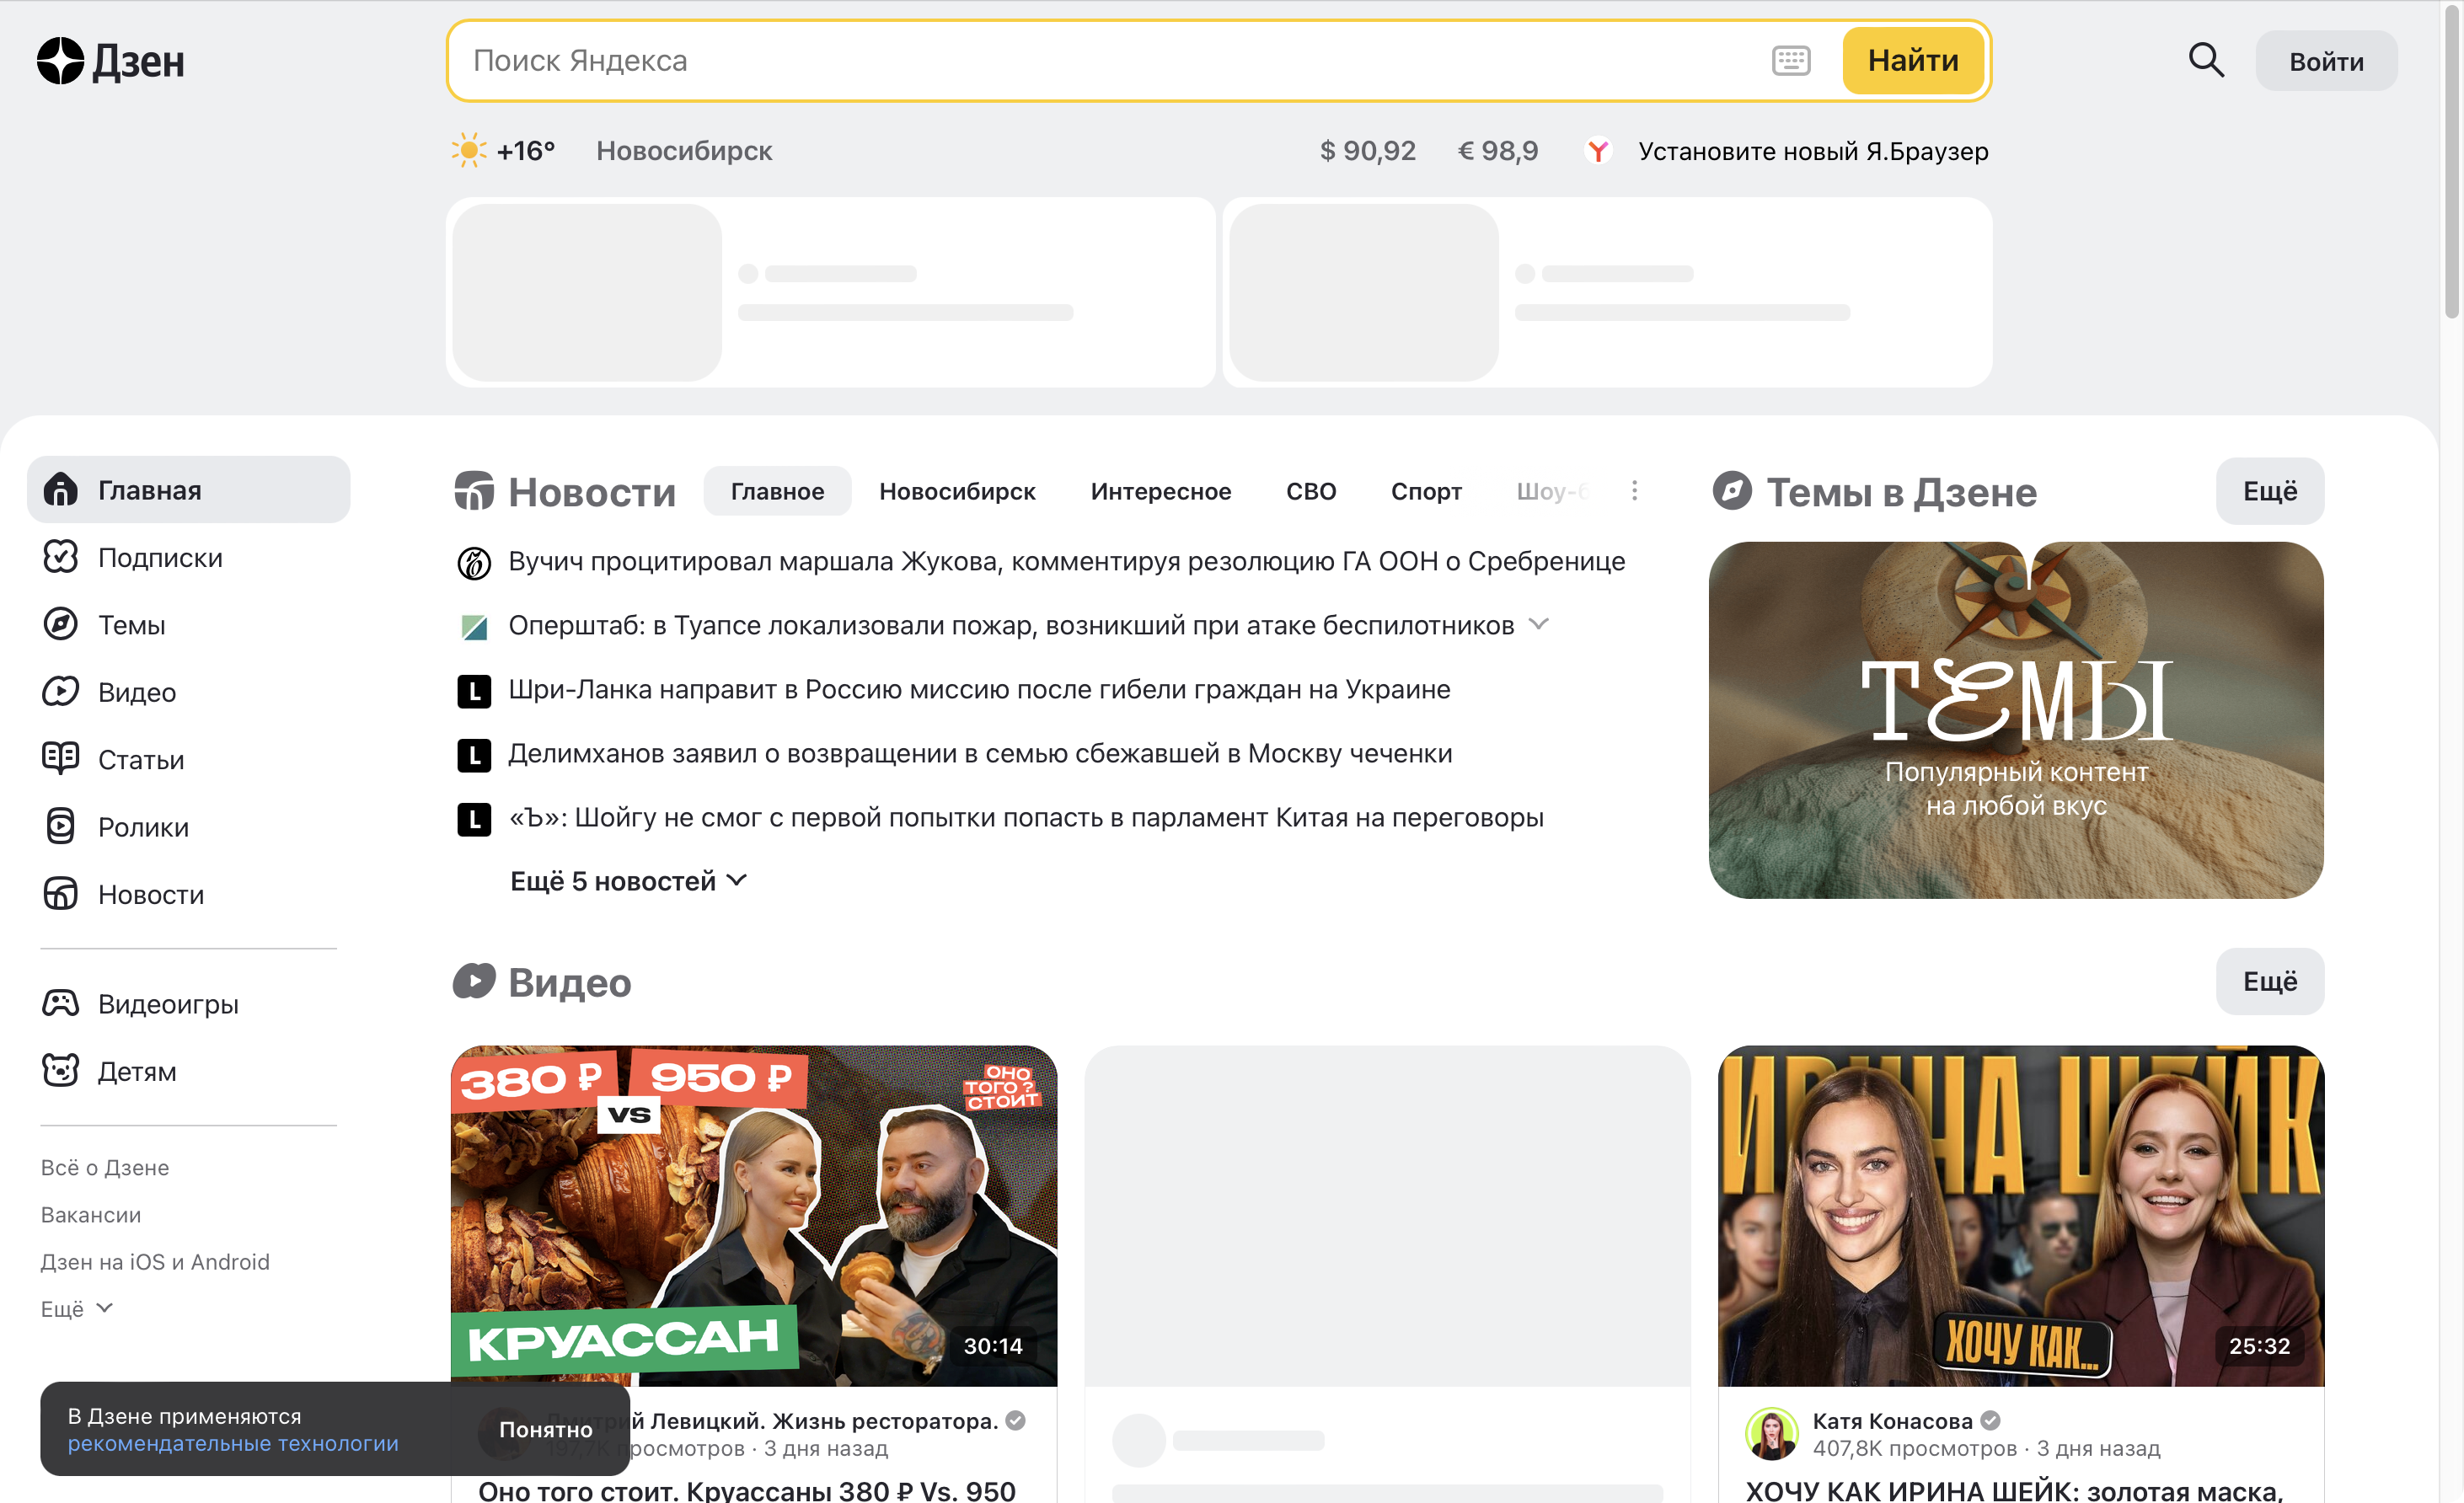 Дзен
Поиск Яндекса
Найти
Войти
+16°
Новосибирск
$ 90,92
€ 98,9
Установите новый Я.Браузер
Главная
Подписки
Темы
Видео
Статьи
Ролики
Новости
Видеоигры
Детям
Всё о Дзене
Вакансии
Дзен на iOS и Android
Ещё
В Дзене применяются
рекомендательные технологии
Понятно
Новости
Главное
Новосибирск
Интересное
СВО
Спорт
Шоу-б
Вучич процитировал маршала Жукова, комментируя резолюцию ГА ООН о Сребренице
Оперштаб: в Туапсе локализовали пожар, возникший при атаке беспилотников
L Шри-Ланка направит в Россию миссию после гибели граждан на Украине
L Делимханов заявил о возвращении в семью сбежавшей в Москву чеченки
L «Ъ»: Шойгу не смог с первой попытки попасть в парламент Китая на переговоры
Ещё 5 новостей
Темы в Дзене
Ещё
ТЕМЫ
Популярный контент
на любой вкус
Видео
Ещё
380 ₽ 950 ₽
VS
ОНО
ТОГО?
СТОИТ
КРУАССАН
30:14
Дмитрий Левицкий. Жизнь ресторатора.
197,7K просмотров · 3 дня назад
Оно того стоит. Круассаны 380 ₽ Vs. 950
ИРИНА ШЕЙК
ХОЧУ КАК...
25:32
Катя Конасова
407,8K просмотров · 3 дня назад
ХОЧУ КАК ИРИНА ШЕЙК: золотая маска,